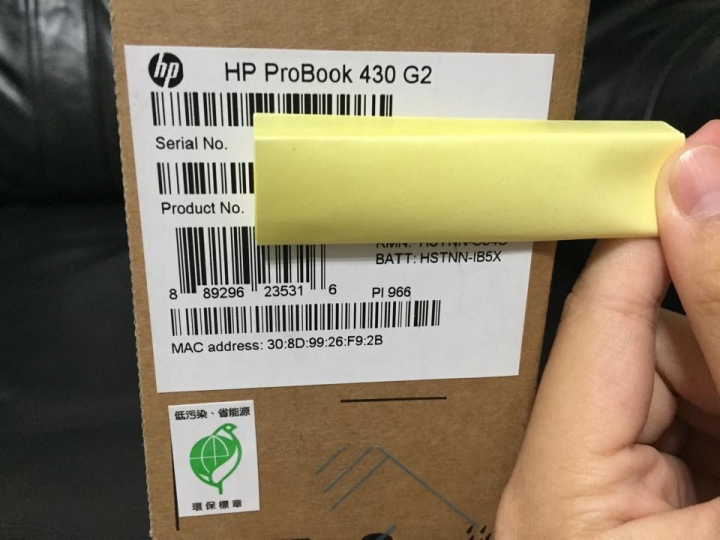 hp
HP ProBook 430 G2
Serial No.
Product No.
BATT: HSTNN-IB5X
8 89296 23531 6
PI 966
MAC address: 30:8D:99:26:F9:2B
低污染、省能源
環保標章